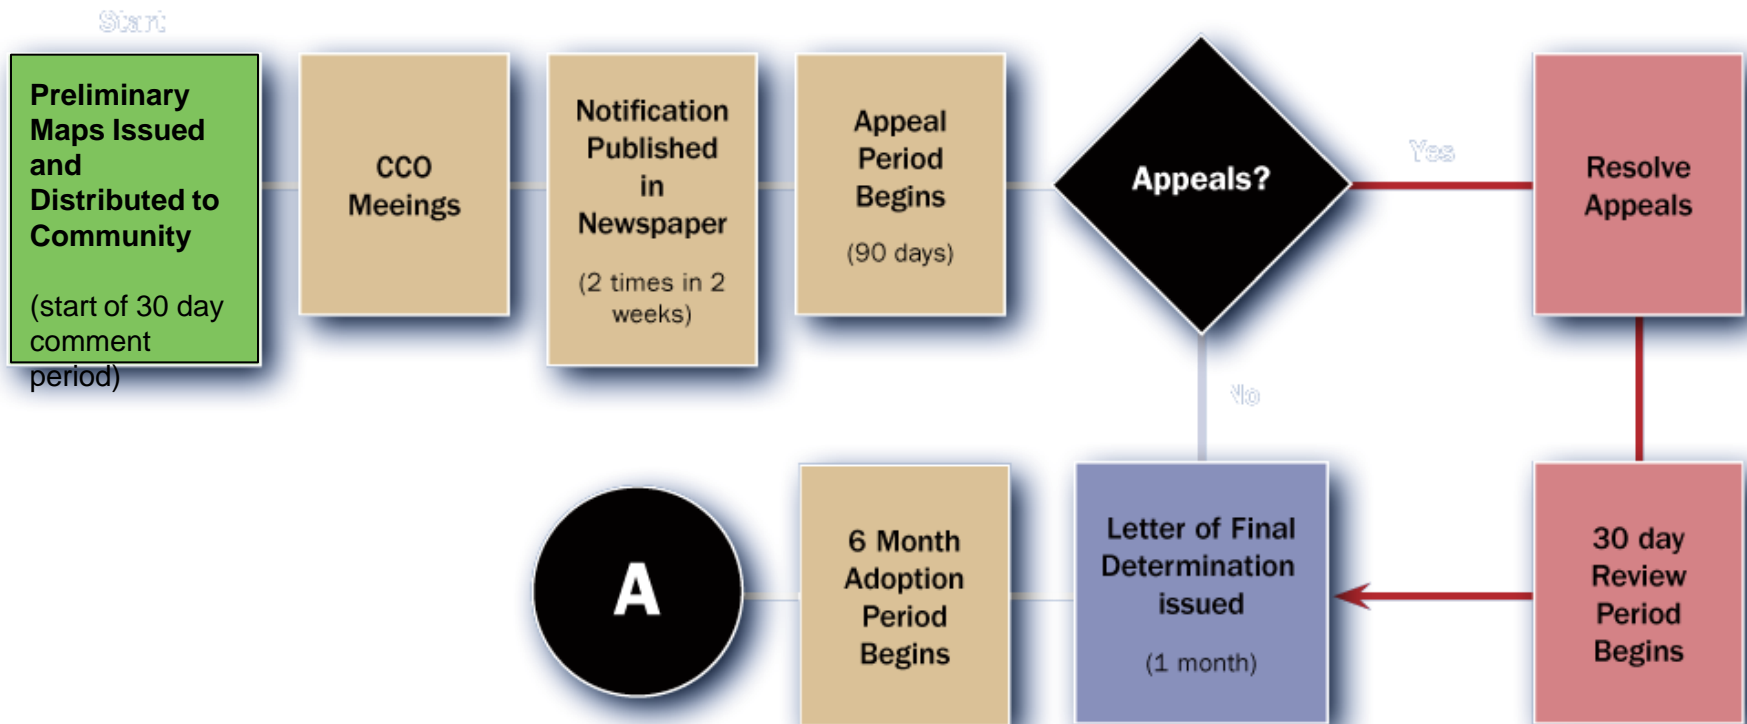 Start
Preliminary
Maps Issued
and
Distributed to
Community
(start of 30 day
comment
period)
CCO
Meeings
Notification
Published
in
Newspaper
(2 times in 2
weeks)
Appeal
Period
Begins
(90 days)
Appeals?
Yes
Resolve
Appeals
No
A
6 Month
Adoption
Period
Begins
Letter of Final
Determination
issued
(1 month)
30 day
Review
Period
Begins